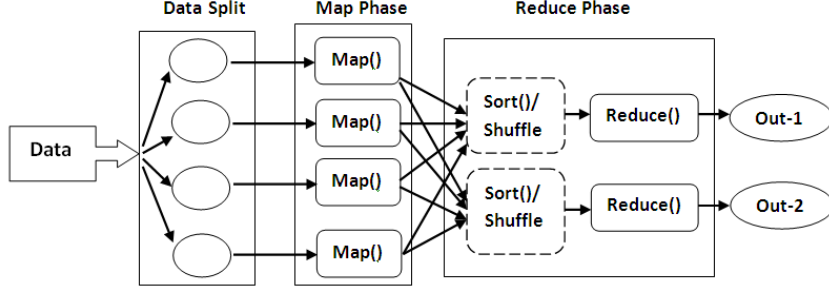 Data Split
Map Phase
Reduce Phase
Data
Map()
Map()
Map()
Map()
Sort()/
Shuffle
Reduce()
Out-1
Sort()/
Shuffle
Reduce()
Out-2